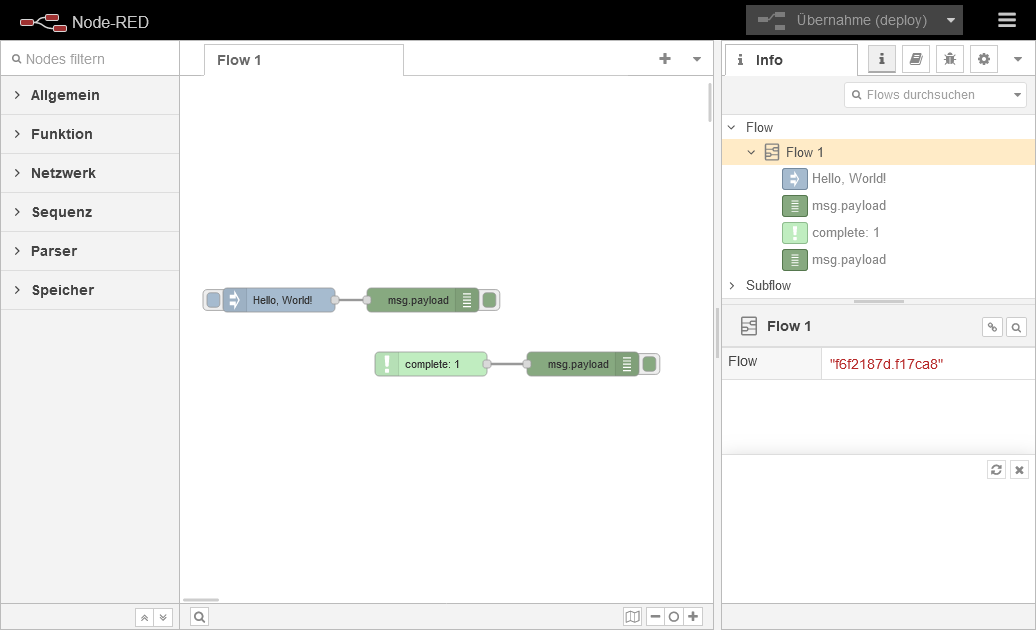 Node-RED
Übernahme (deploy)
Nodes filtern
Flow 1
Info
Allgemein
Funktion
Netzwerk
Sequenz
Parser
Speicher
Hello, World!
msg.payload
complete: 1
msg.payload
Flows durchsuchen
Flow
Flow 1
Hello, World!
msg.payload
complete: 1
msg.payload
Subflow
Flow 1
Flow
"f6f2187d.f17ca8"